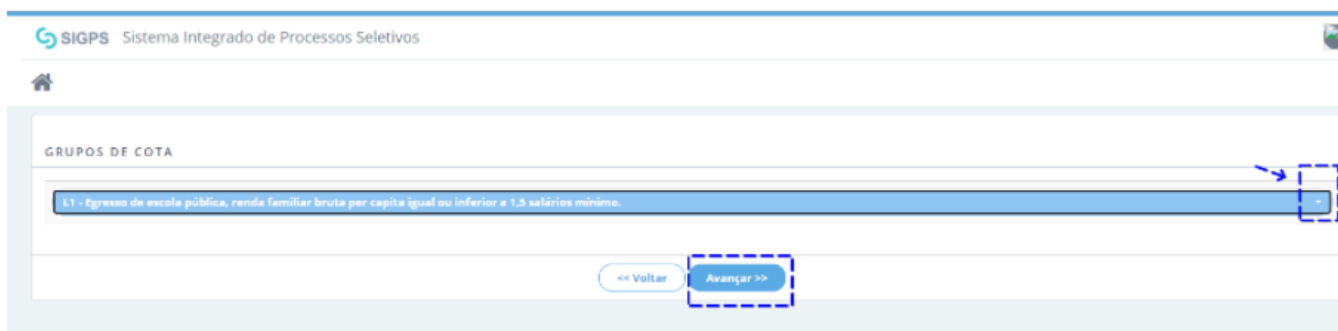 SIGPS Sistema Integrado de Processos Seletivos
GRUPOS DE COTA
L1 - Egresso de escola pública, renda familiar bruta per capita igual ou inferior a 1,5 salários mínimo.
<< Voltar Avançar >>